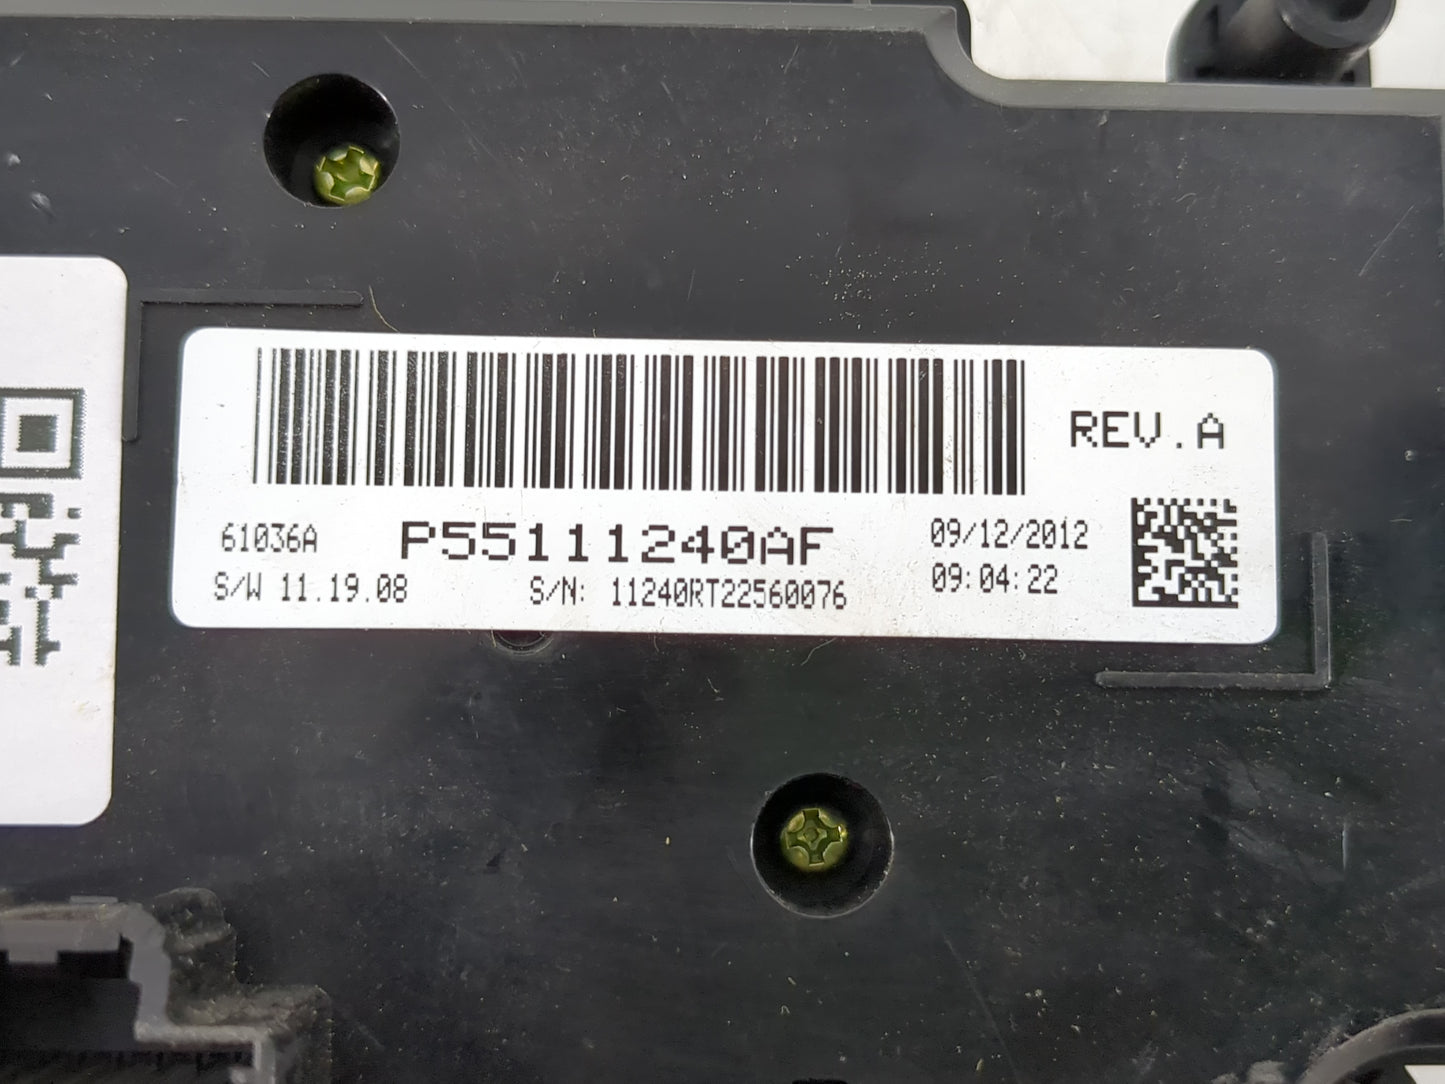 REV.A
61036A P55111240AF 09/12/2012
S/W 11.19.08 S/N: 11240RT22560076 09:04:22